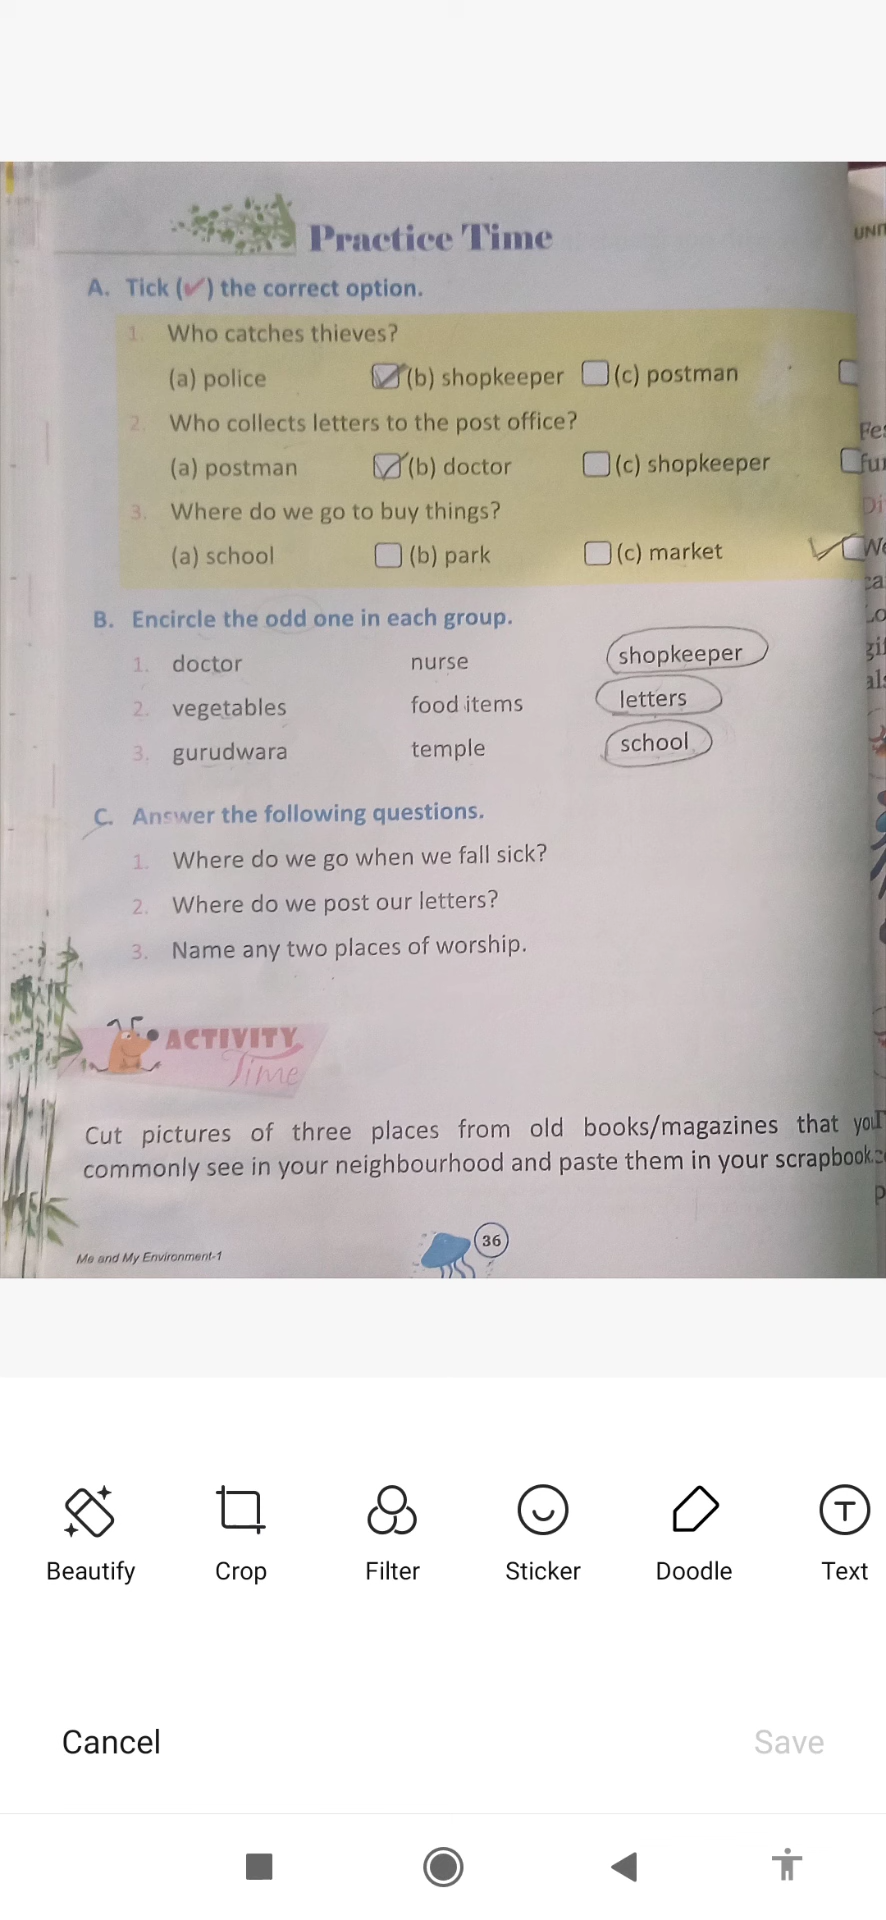 Practice Time
UNIT
A. Tick (✔) the correct option.
1. Who catches thieves?
(a) police (b) shopkeeper (c) postman
2. Who collects letters to the post office?
(a) postman (b) doctor (c) shopkeeper
3. Where do we go to buy things?
(a) school (b) park (c) market
B. Encircle the odd one in each group.
1. doctor nurse shopkeeper
2. vegetables food items letters
3. gurudwara temple school
C. Answer the following questions.
1. Where do we go when we fall sick?
2. Where do we post our letters?
3. Name any two places of worship.
ACTIVITY
Time
Cut pictures of three places from old books/magazines that you
commonly see in your neighbourhood and paste them in your scrapbook.
Me and My Environment-1
36
Beautify Crop Filter Sticker Doodle Text
Cancel Save